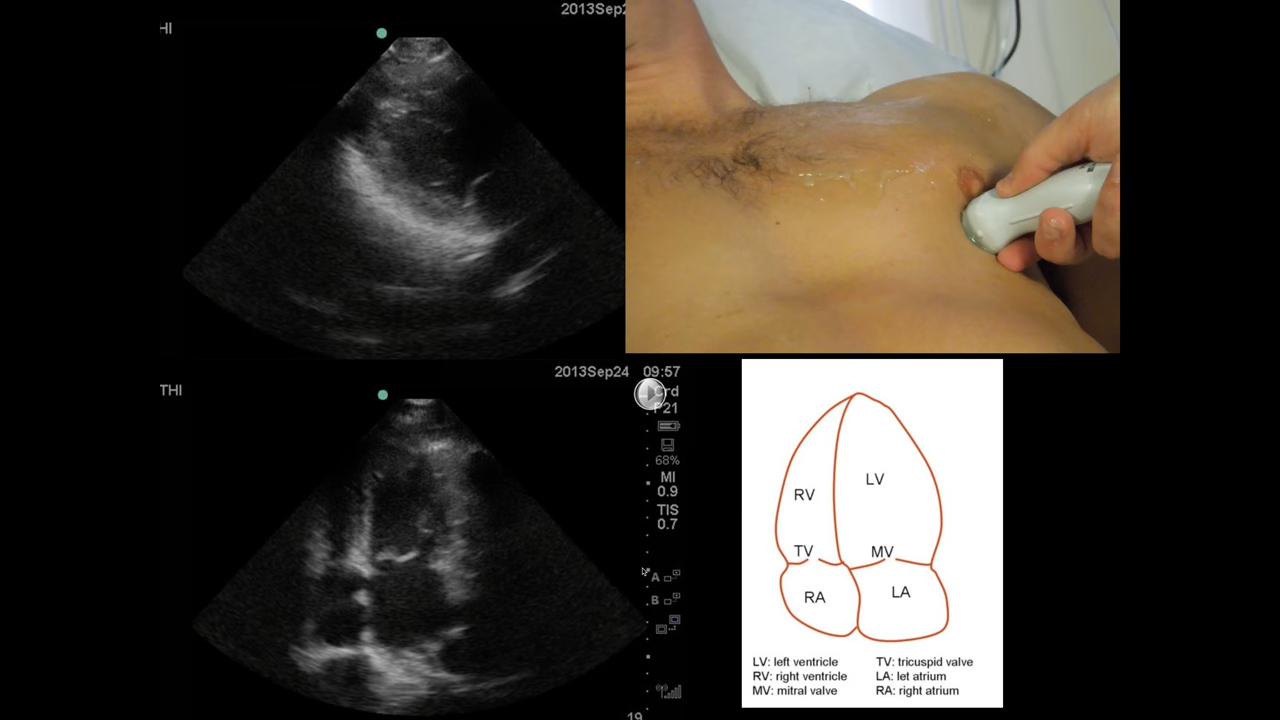 2013Sep2
HI
THI
2013Sep24 09:57
Crd
P21
68%
MI
0.9
TIS
0.7
A
B
19
RV
LV
TV
MV
RA
LA
LV: left ventricle
RV: right ventricle
MV: mitral valve
TV: tricuspid valve
LA: let atrium
RA: right atrium